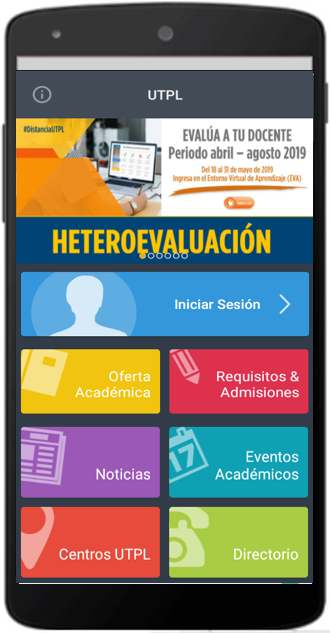 UTPL
#DistanciaUTPL
EVALÚA A TU DOCENTE
Periodo abril – agosto 2019
Del 18 al 31 de mayo de 2019
Ingresa en el Entorno Virtual de Aprendizaje (EVA)
HETEROEVALUACIÓN
Iniciar Sesión
Oferta
Académica
Requisitos &
Admisiones
Noticias
17
Eventos
Académicos
Centros UTPL
Directorio